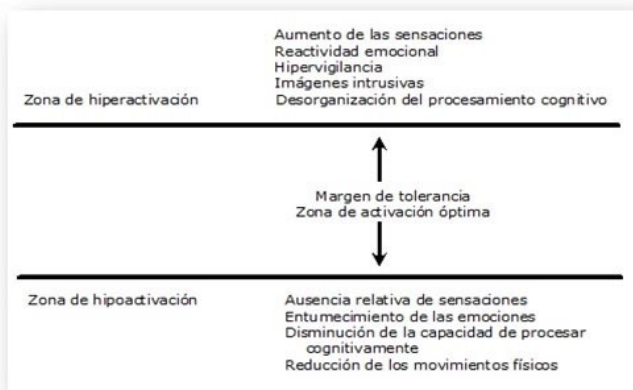 Aumento de las sensaciones
Reactividad emocional
Hipervigilancia
Imágenes intrusivas
Zona de hiperactivación Desorganización del procesamiento cognitivo
Margen de tolerancia
Zona de activación óptima
Zona de hipoactivación Ausencia relativa de sensaciones
Entumecimiento de las emociones
Disminución de la capacidad de procesar
cognitivamente
Reducción de los movimientos físicos